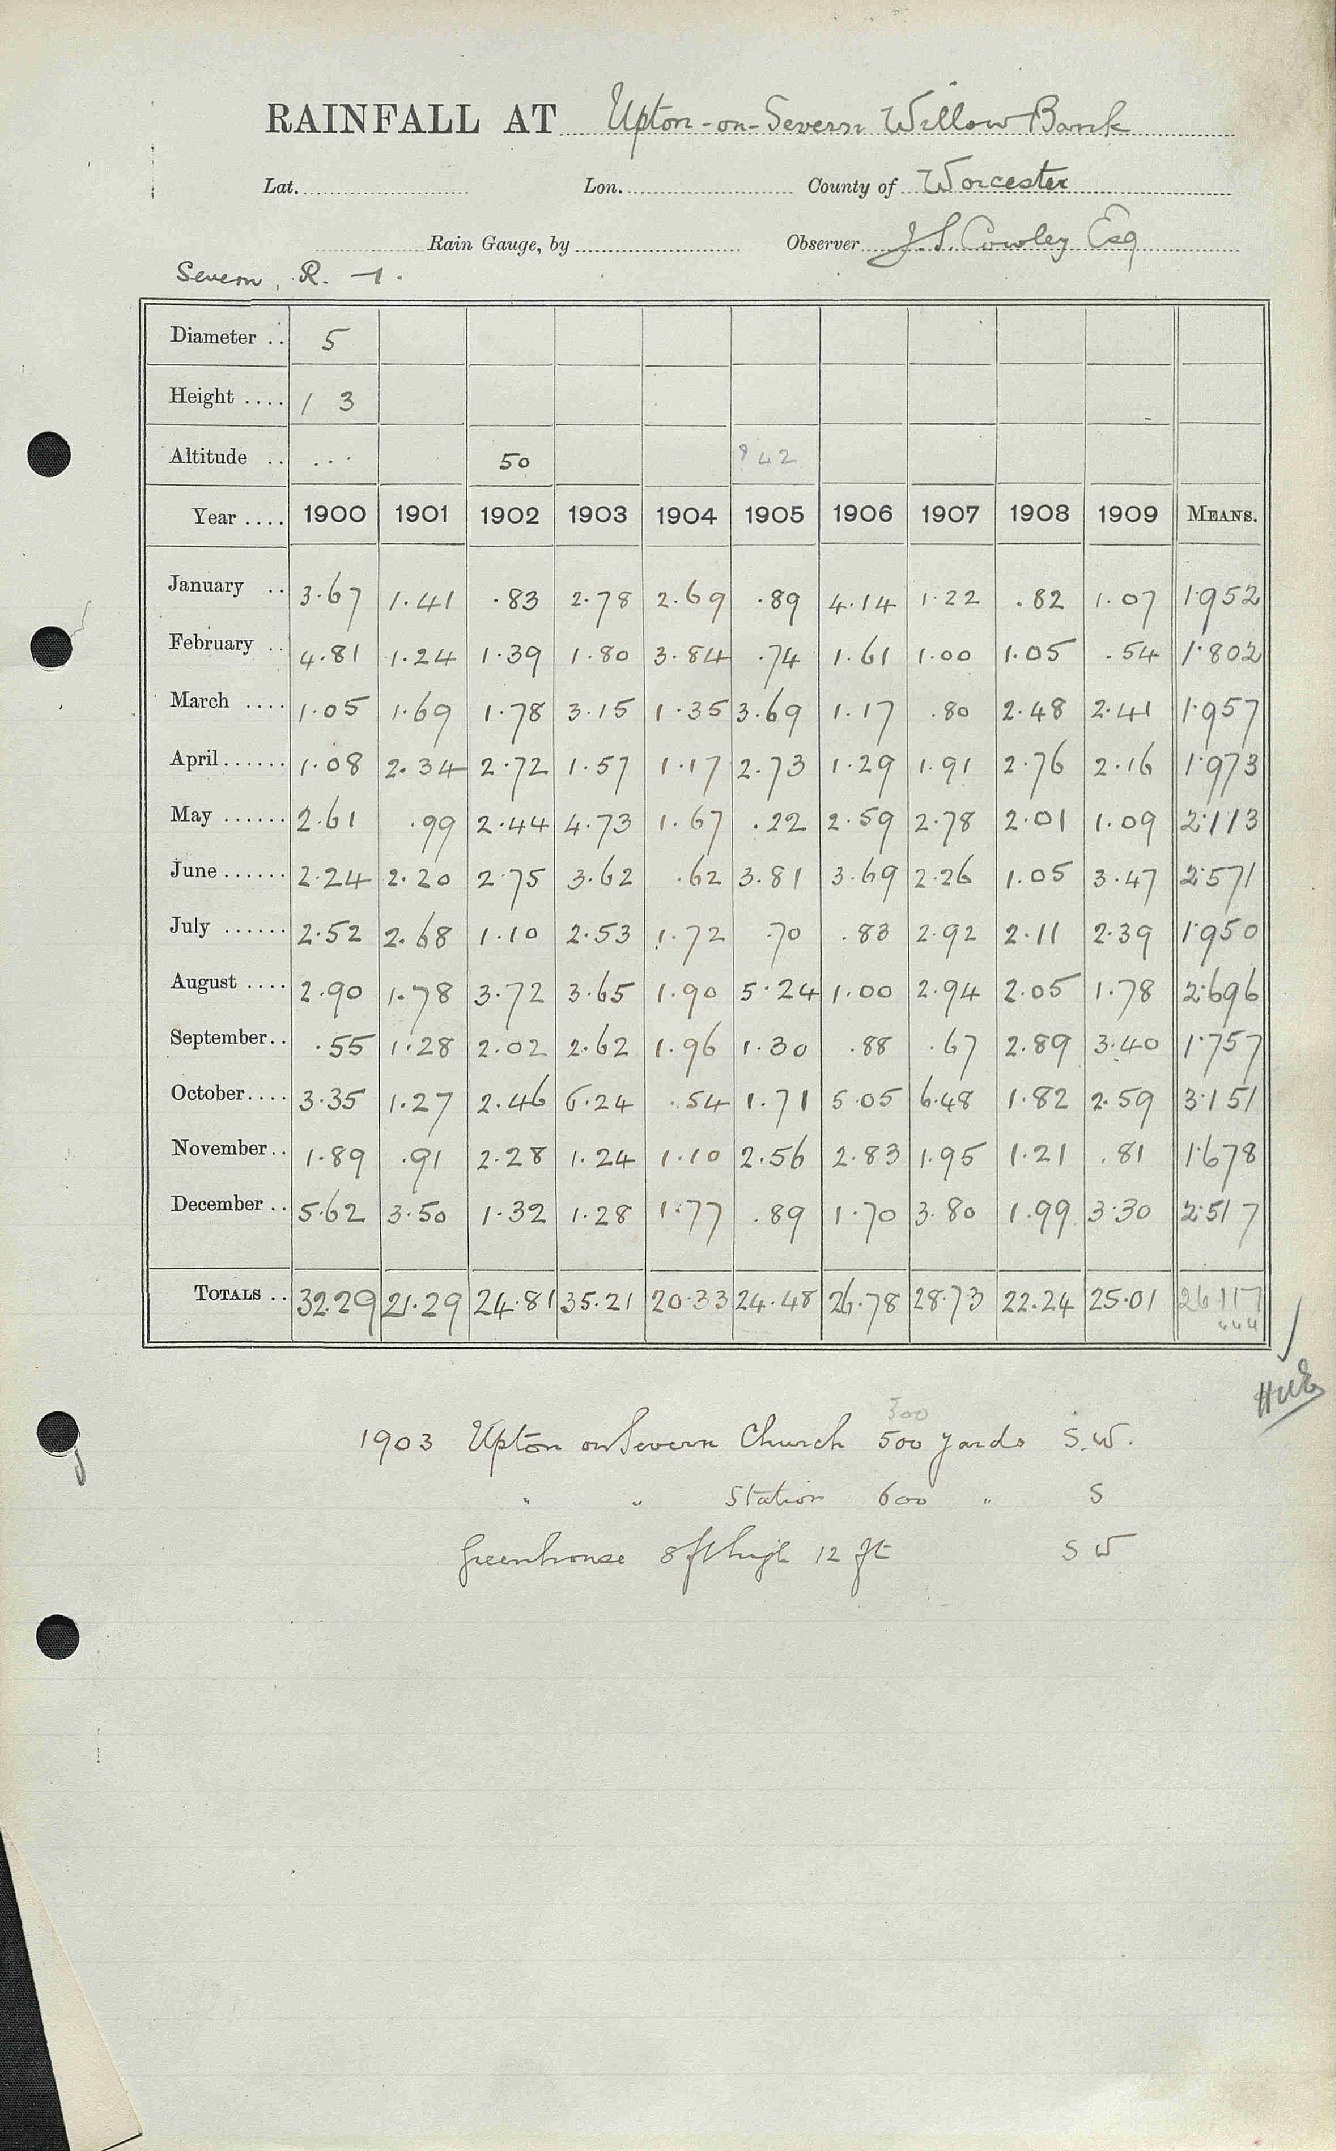 RAINFALL AT Upton-on-Severn Willow Bank
Lat. Lon. County of Worcester
Rain Gauge, by Observer J.S. Cowley Esq
Severn, R. -1.
Diameter .. 5
Height .... 1 3
Altitude .. ... 50 ? 42
Year .... 1900 1901 1902 1903 1904 1905 1906 1907 1908 1909 MEANS.
January .. 3.67 1.41 .83 2.78 2.69 .89 4.14 1.22 .82 1.07 1.952
February .. 4.81 1.24 1.39 1.80 3.84 .74 1.61 1.00 1.05 .54 1.802
March .... 1.05 1.69 1.78 3.15 1.35 3.69 1.17 .80 2.48 2.41 1.957
April...... 1.08 2.34 2.72 1.57 1.17 2.73 1.29 1.91 2.76 2.16 1.973
May ...... 2.61 .99 2.44 4.73 1.67 .22 2.59 2.78 2.01 1.09 2.113
June ...... 2.24 2.20 2.75 3.62 .62 3.81 3.69 2.26 1.05 3.47 2.571
July ...... 2.52 2.68 1.10 2.53 1.72 .70 .83 2.92 2.11 2.39 1.950
August .... 2.90 1.78 3.72 3.65 1.90 5.24 1.00 2.94 2.05 1.78 2.696
September.. .55 1.28 2.02 2.62 1.96 1.30 .88 .67 2.89 3.40 1.757
October.... 3.35 1.27 2.46 6.24 .54 1.71 5.05 6.48 1.82 2.59 3.151
November.. 1.89 .91 2.28 1.24 1.10 2.56 2.83 1.95 1.21 .81 1.678
December .. 5.62 3.50 1.32 1.28 1.77 .89 1.70 3.80 1.99 3.30 2.517
TOTALS .. 32.29 21.29 24.81 35.21 20.33 24.48 26.78 28.73 22.24 25.01 26.117
300
1903 Upton on Severn Church 500 yards S.W.
" " Station 600 " S
Greenhouse 8 ft high 12 ft S W